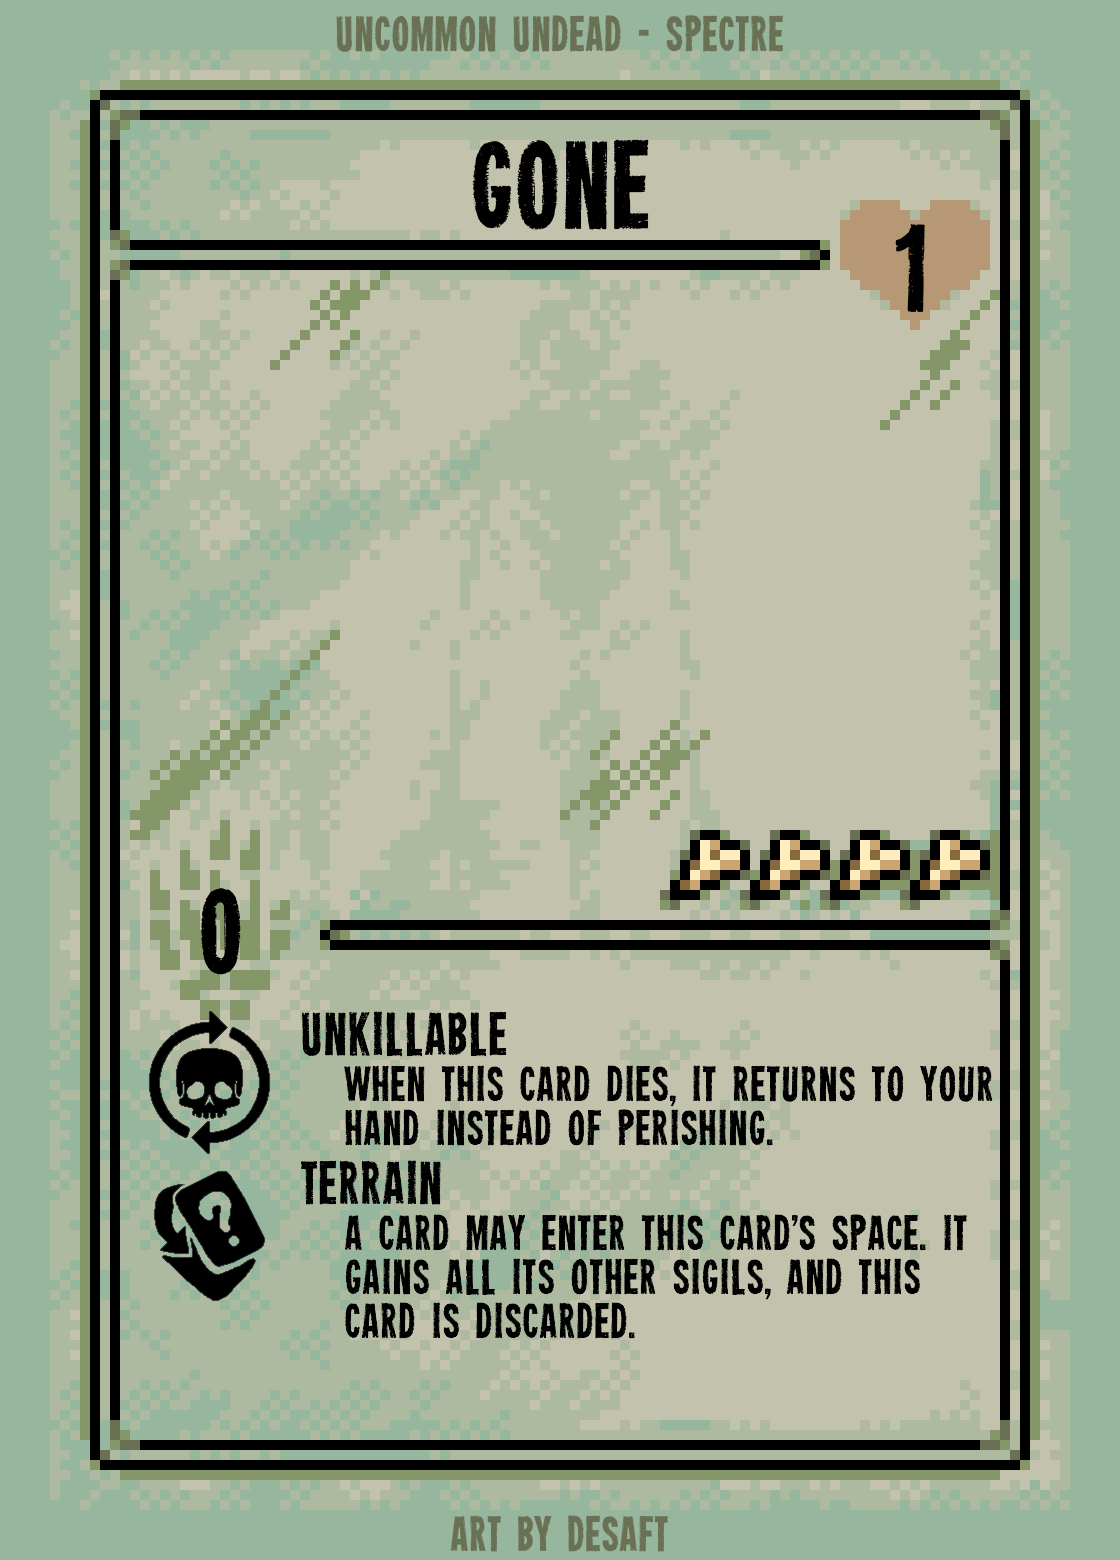 UNCOMMON UNDEAD - SPECTRE
GONE
1
0
UNKILLABLE
WHEN THIS CARD DIES, IT RETURNS TO YOUR
HAND INSTEAD OF PERISHING.
TERRAIN
A CARD MAY ENTER THIS CARD'S SPACE. IT
GAINS ALL ITS OTHER SIGILS, AND THIS
CARD IS DISCARDED.
ART BY DESAFT